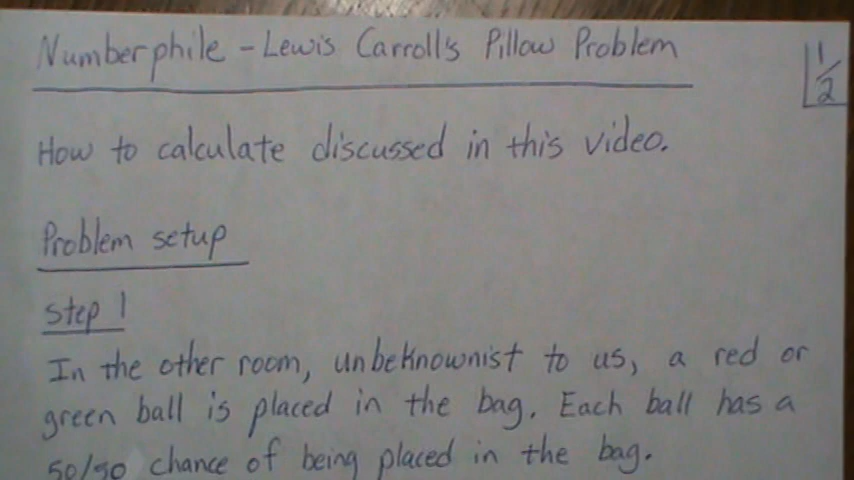 Numberphile - Lewis Carroll's Pillow Problem
1/2
How to calculate discussed in this video.
Problem setup
Step 1
In the other room, unbeknownist to us, a red or
green ball is placed in the bag. Each ball has a
50/50 chance of being placed in the bag.